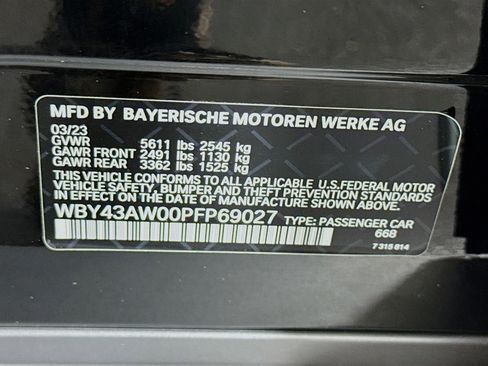 MFD BY BAYERISCHE MOTOREN WERKE AG
03/23
GVWR 5611 lbs 2545 kg
GAWR FRONT 2491 lbs 1130 kg
GAWR REAR 3362 lbs 1525 kg
THIS VEHICLE CONFORMS TO ALL APPLICABLE U.S.FEDERAL MOTOR
VEHICLE SAFETY, BUMPER AND THEFT PREVENTION STANDARDS
IN EFFECT ON THE DATE OF MANUFACTURE SHOWN ABOVE.
WBY43AW00PFP69027 TYPE: PASSENGER CAR
668
7 315 814